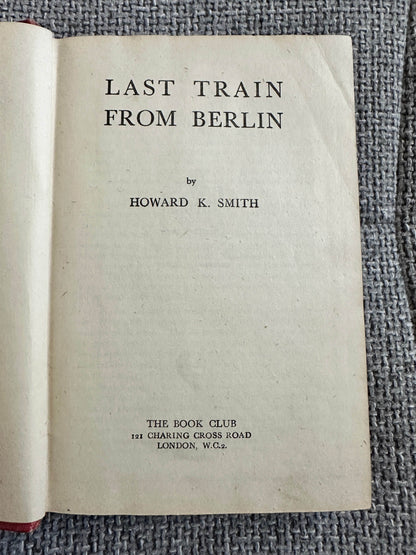 LAST TRAIN
FROM BERLIN
by
HOWARD K. SMITH
THE BOOK CLUB
121 CHARING CROSS ROAD
LONDON, W.C.2.